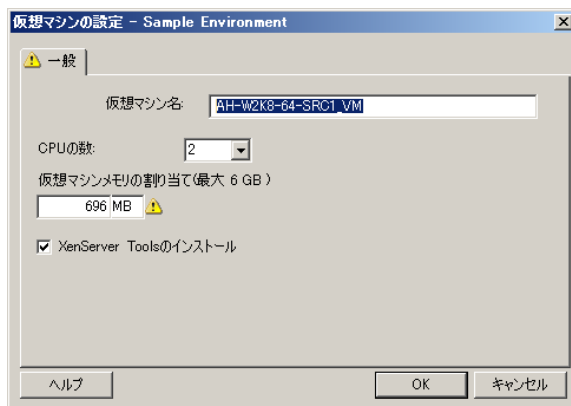 仮想マシンの設定 - Sample Environment
一般
仮想マシン名: AH-W2K8-64-SRC1_VM
CPUの数: 2
仮想マシンメモリの割り当て(最大 6 GB )
696 MB
XenServer Toolsのインストール
ヘルプ OK キャンセル